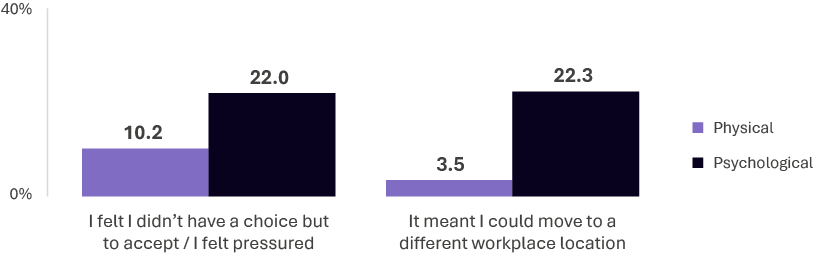 40%
22.0
22.3
10.2
3.5
0%
Physical
Psychological
I felt I didn’t have a choice but
to accept / I felt pressured
It meant I could move to a
different workplace location